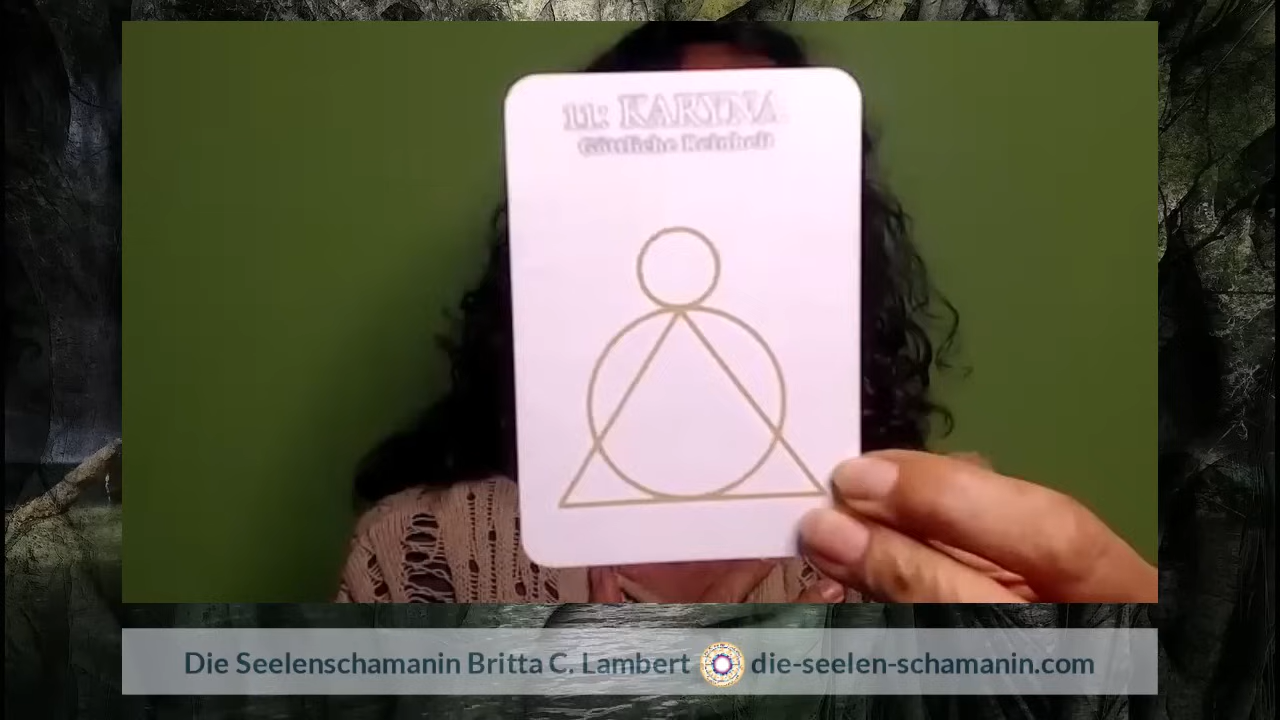 11: KARYNA
Göttliche Reinheit
Die Seelenschamanin Britta C. Lambert die-seelen-schamanin.com